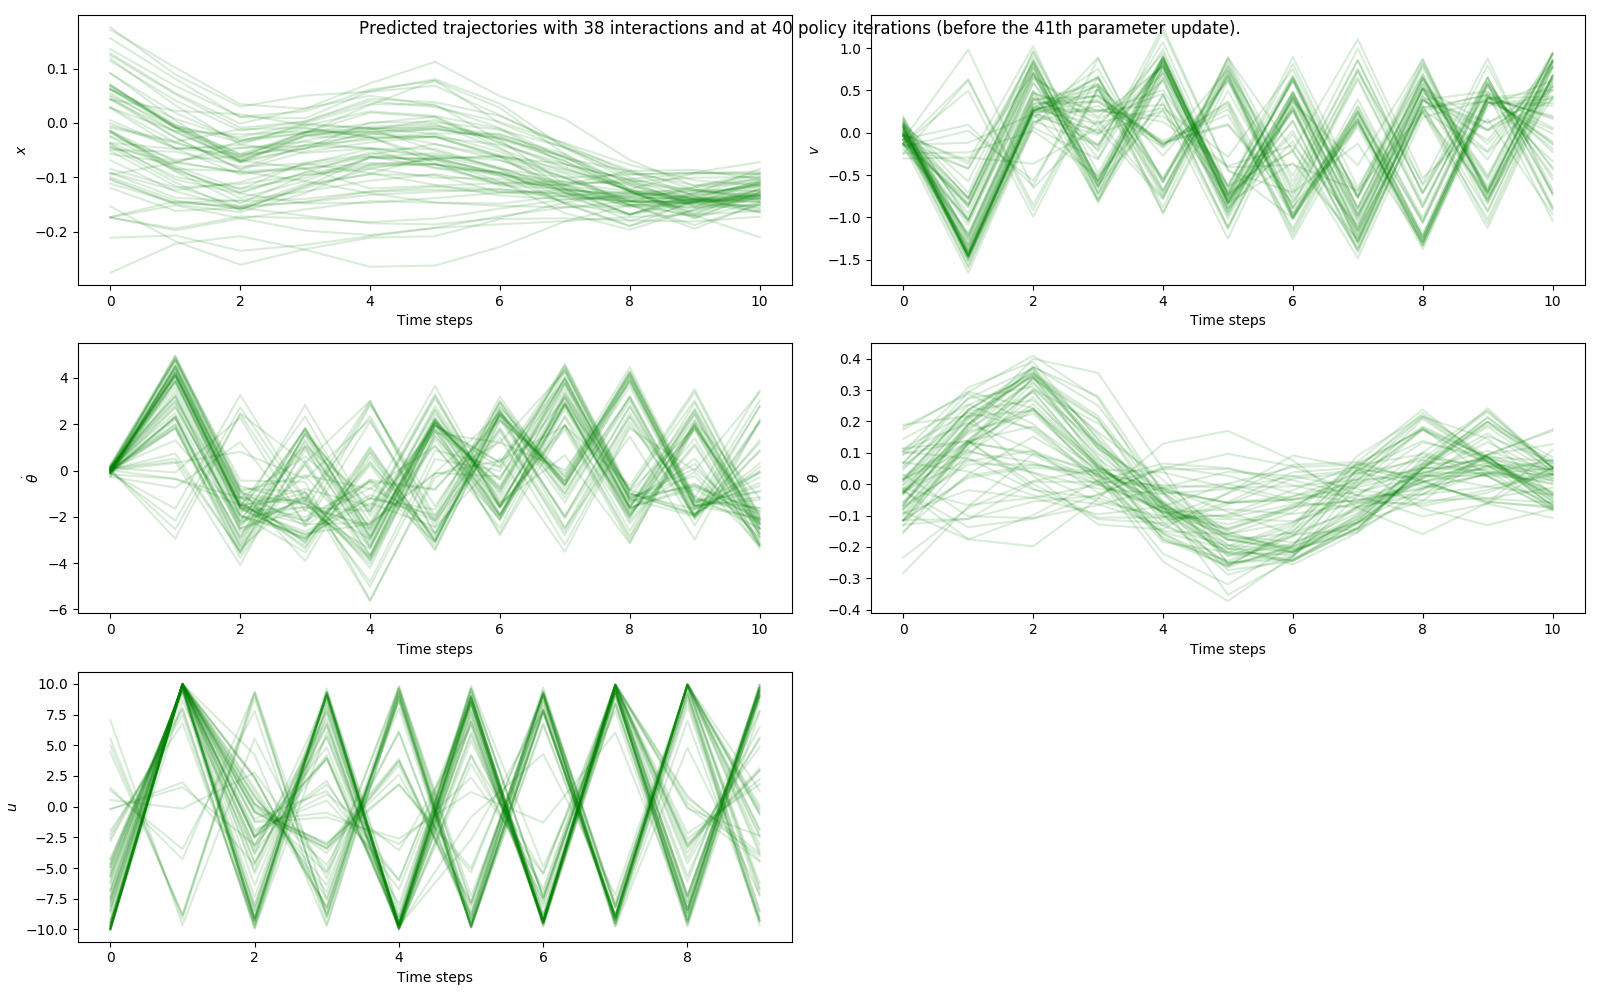 Predicted trajectories with 38 interactions and at 40 policy iterations (before the 41th parameter update).
0.1
0.0
−0.1
−0.2
x
0 2 4 6 8 10
Time steps
1.0
0.5
0.0
−0.5
−1.0
−1.5
v
0 2 4 6 8 10
Time steps
4
2
0
−2
−4
−6
θ̇
0 2 4 6 8 10
Time steps
0.4
0.3
0.2
0.1
0.0
−0.1
−0.2
−0.3
−0.4
θ
0 2 4 6 8 10
Time steps
10.0
7.5
5.0
2.5
0.0
−2.5
−5.0
−7.5
−10.0
u
0 2 4 6 8
Time steps